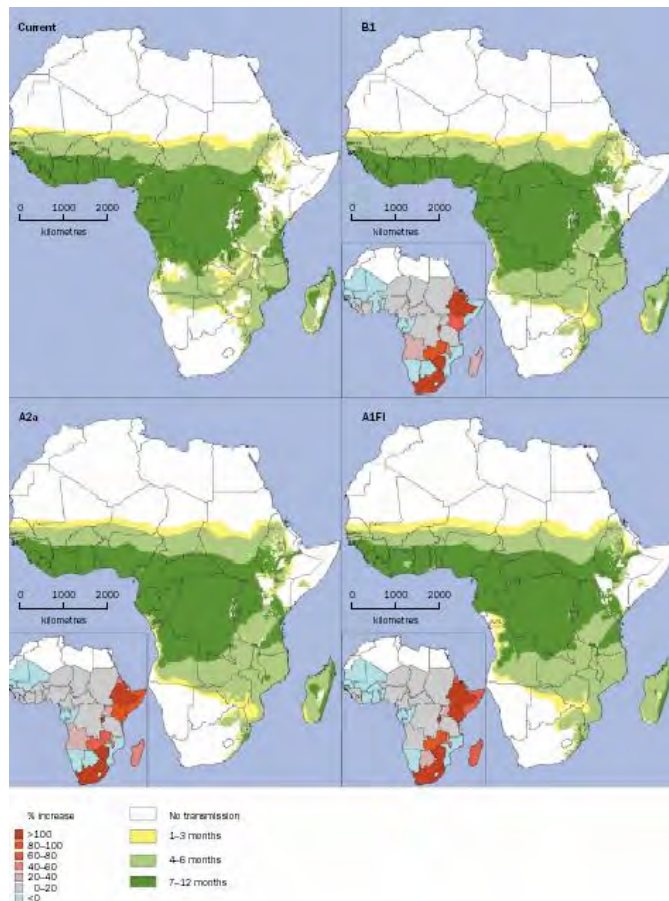 Current
B1
0 1000 2000
kilometres
0 1000 2000
kilometres
A2a
A1FI
0 1000 2000
kilometres
0 1000 2000
kilometres
% increase
>100
80–100
60–80
40–60
20–40
0–20
<0
No transmission
1–3 months
4–6 months
7–12 months